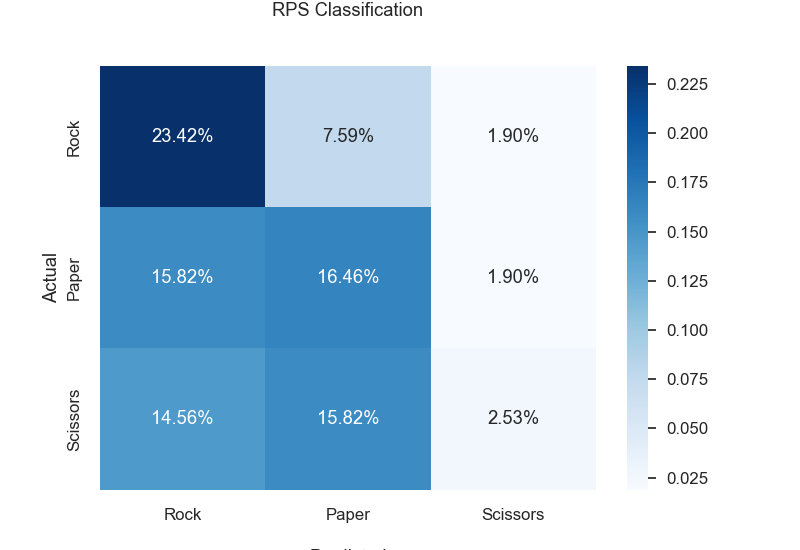 RPS Classification
Actual
Rock
23.42% 7.59% 1.90%
Paper
15.82% 16.46% 1.90%
Scissors
14.56% 15.82% 2.53%
Rock Paper Scissors
0.225
0.200
0.175
0.150
0.125
0.100
0.075
0.050
0.025